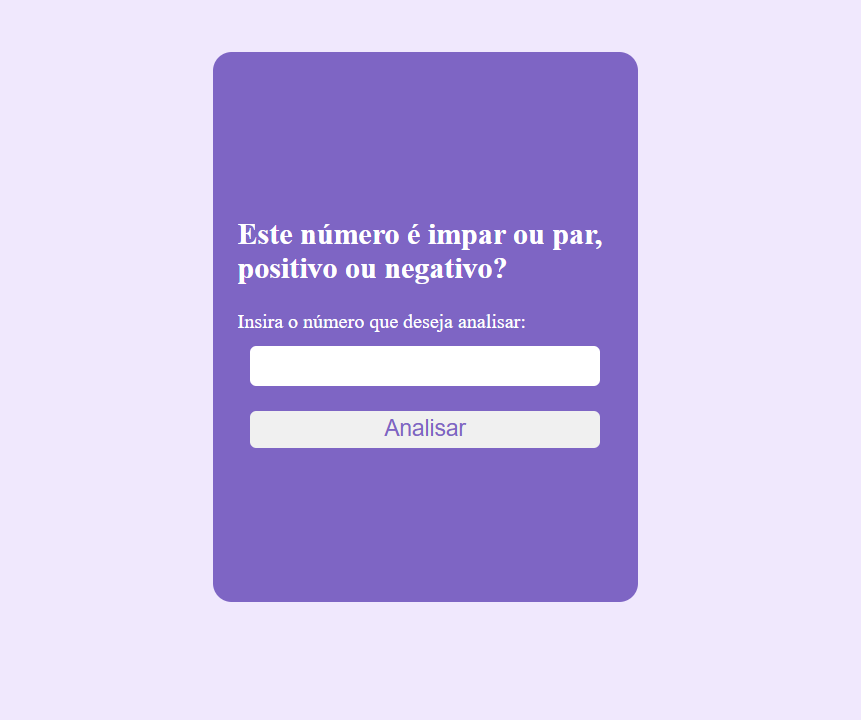 Este número é impar ou par,
positivo ou negativo?
Insira o número que deseja analisar:
Analisar